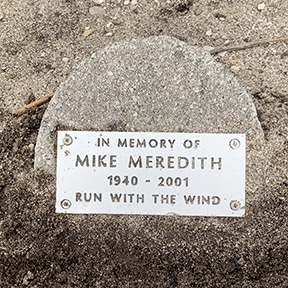 IN MEMORY OF
MIKE MEREDITH
1940 - 2001
RUN WITH THE WIND